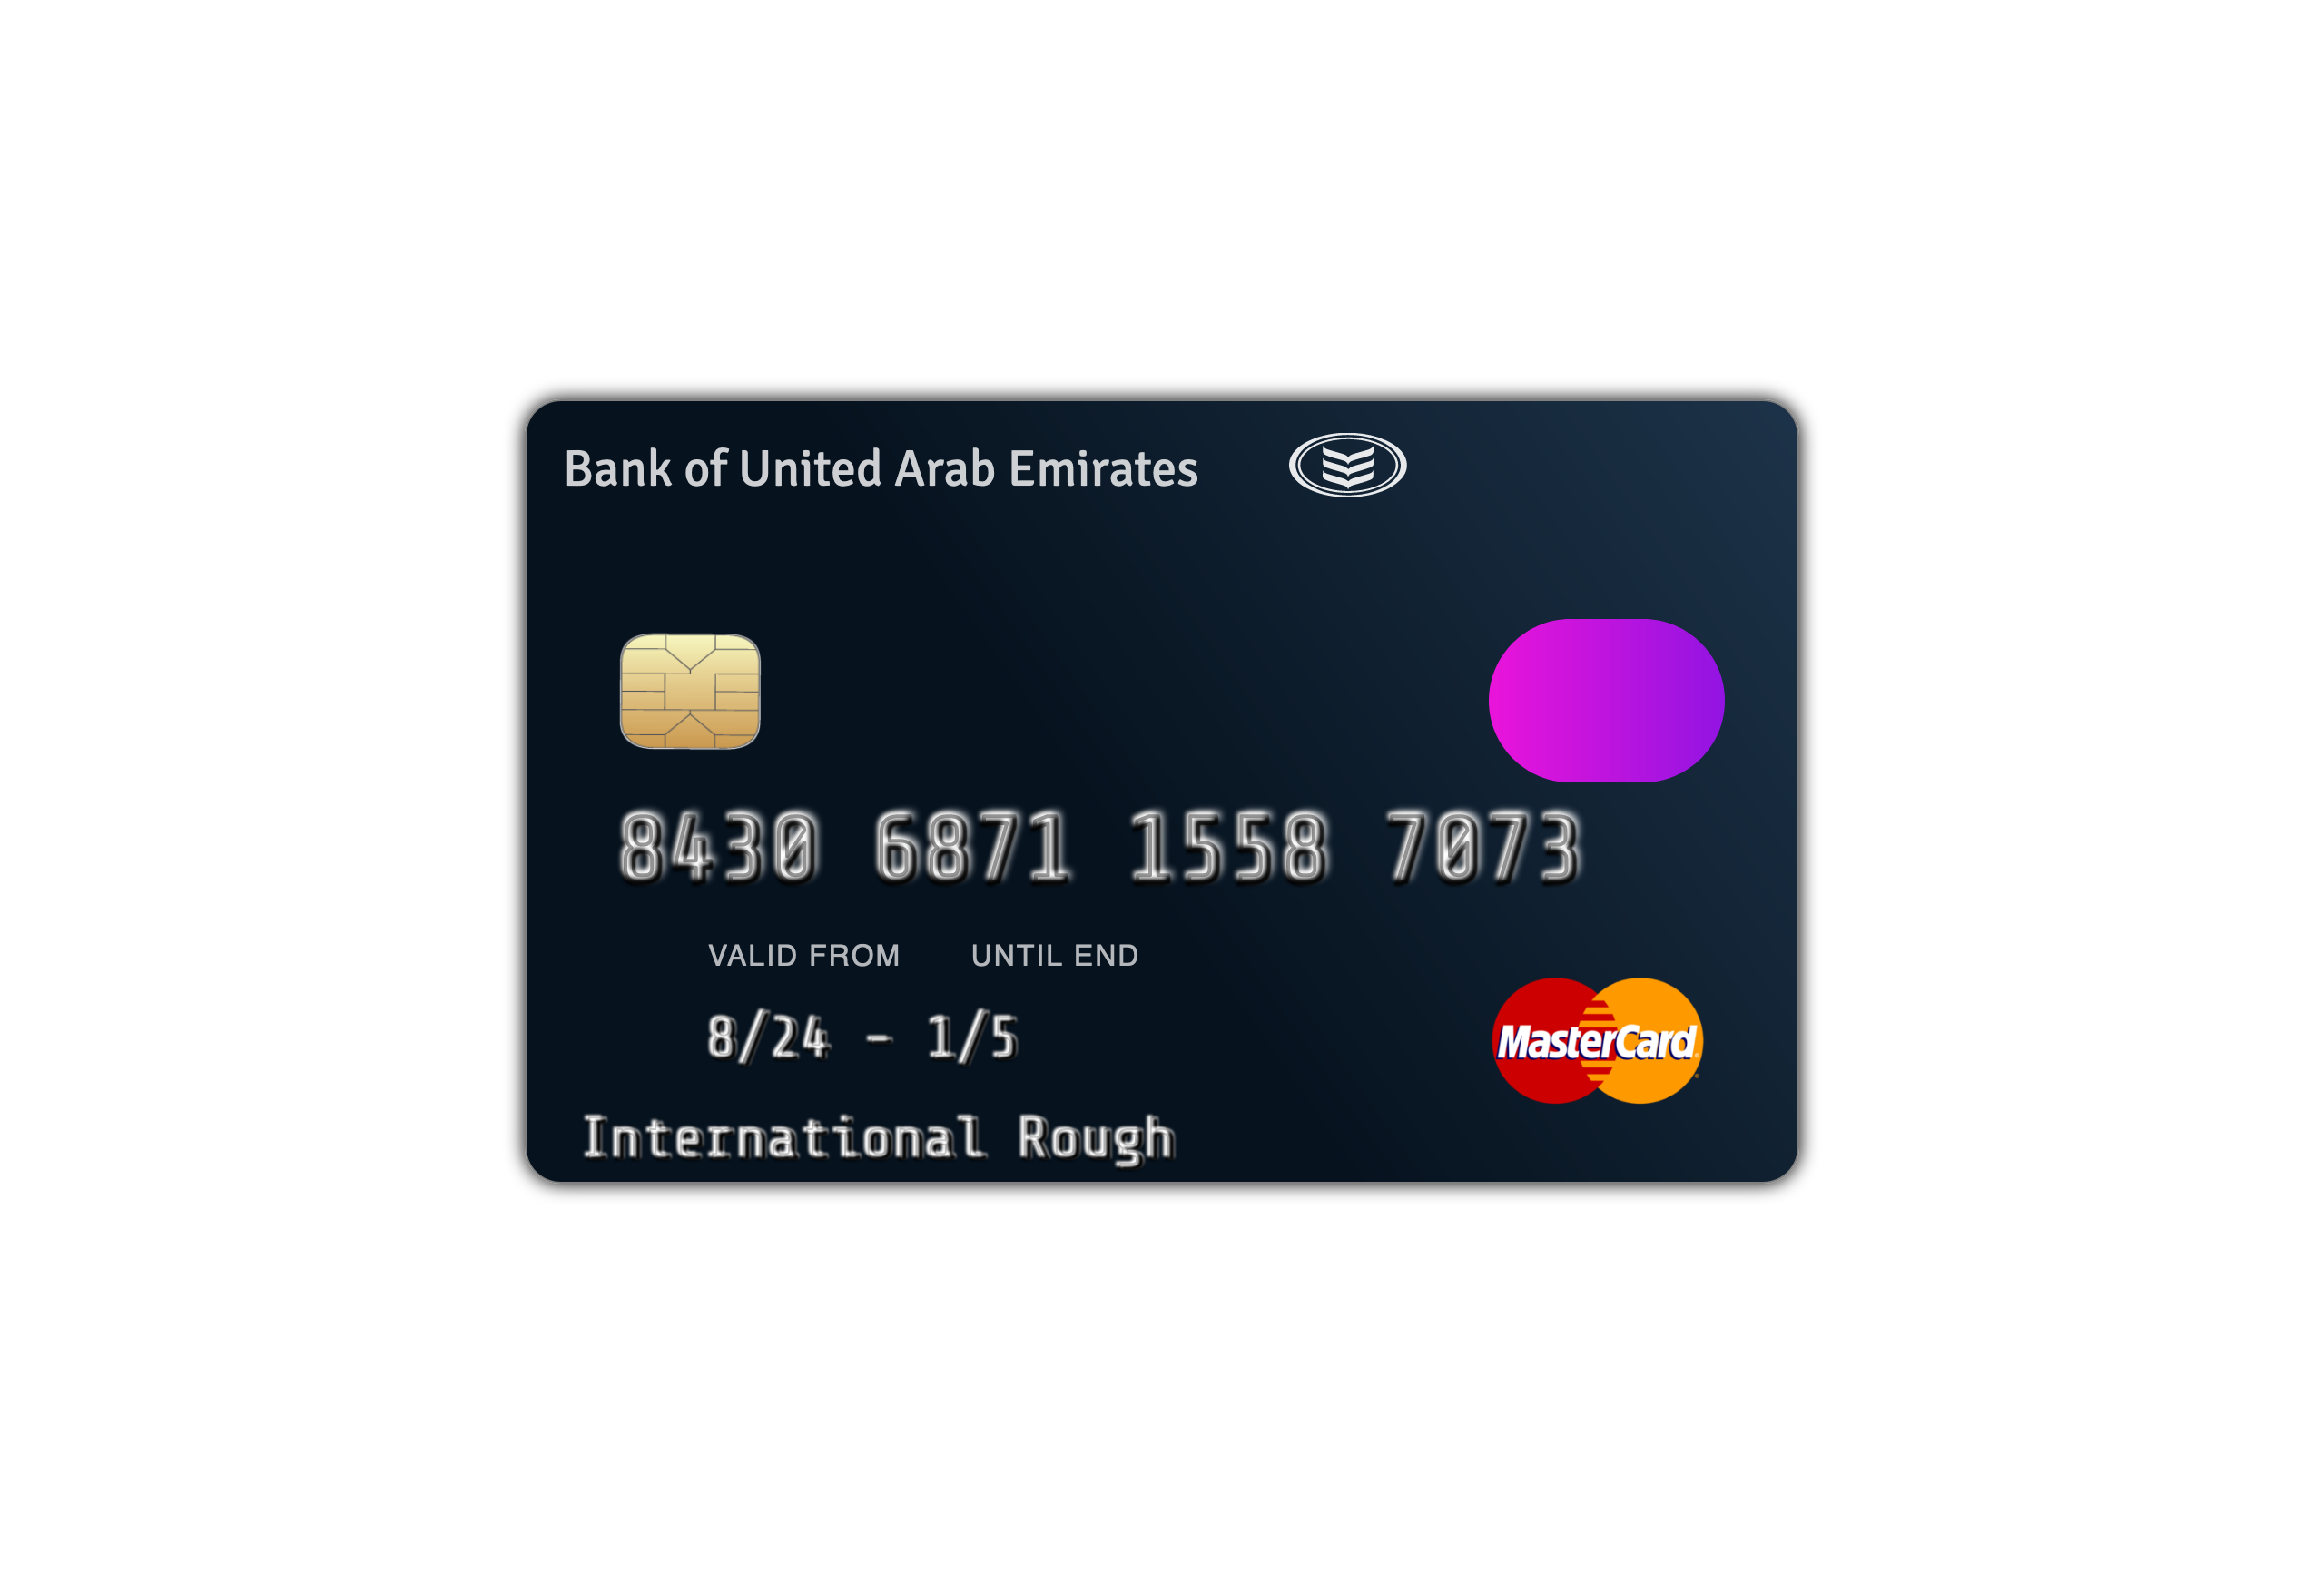 Bank of United Arab Emirates
8430 6871 1558 7073
VALID FROM UNTIL END
8/24 - 1/5
MasterCard
International Rough